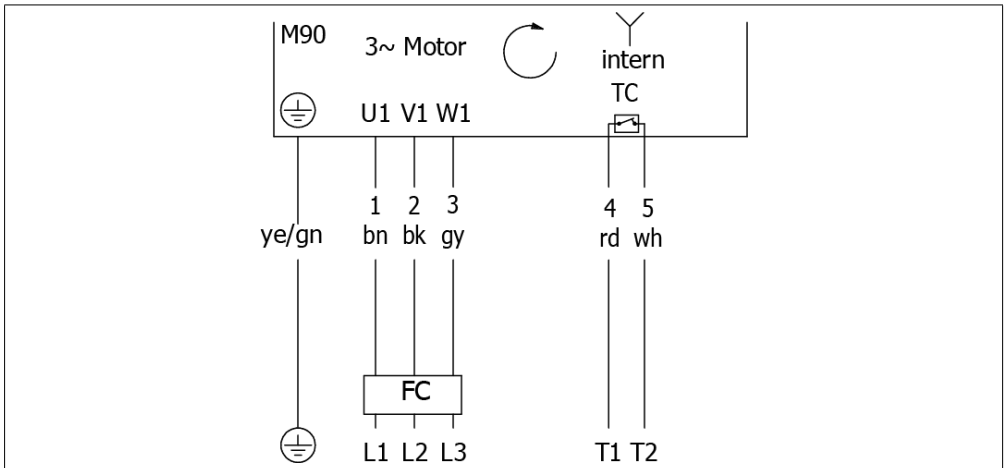 M90
3~ Motor
intern
TC
U1 V1 W1
1 2 3 4 5
ye/gn bn bk gy rd wh
FC
L1 L2 L3 T1 T2